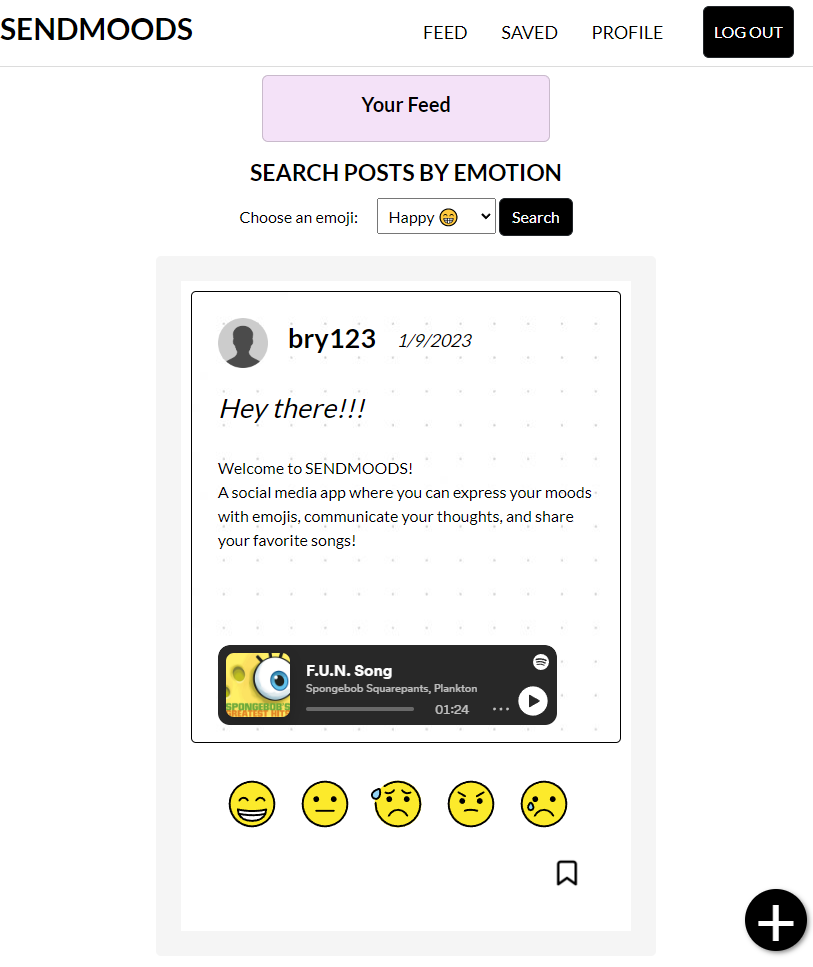 SENDMOODS
FEED SAVED PROFILE LOG OUT
Your Feed
SEARCH POSTS BY EMOTION
Choose an emoji: Happy 😁 Search
bry123 1/9/2023
Hey there!!!
Welcome to SENDMOODS!
A social media app where you can express your moods
with emojis, communicate your thoughts, and share
your favorite songs!
SPONGEBOB'S
GREATEST HITS
F.U.N. Song
Spongebob Squarepants, Plankton
01:24